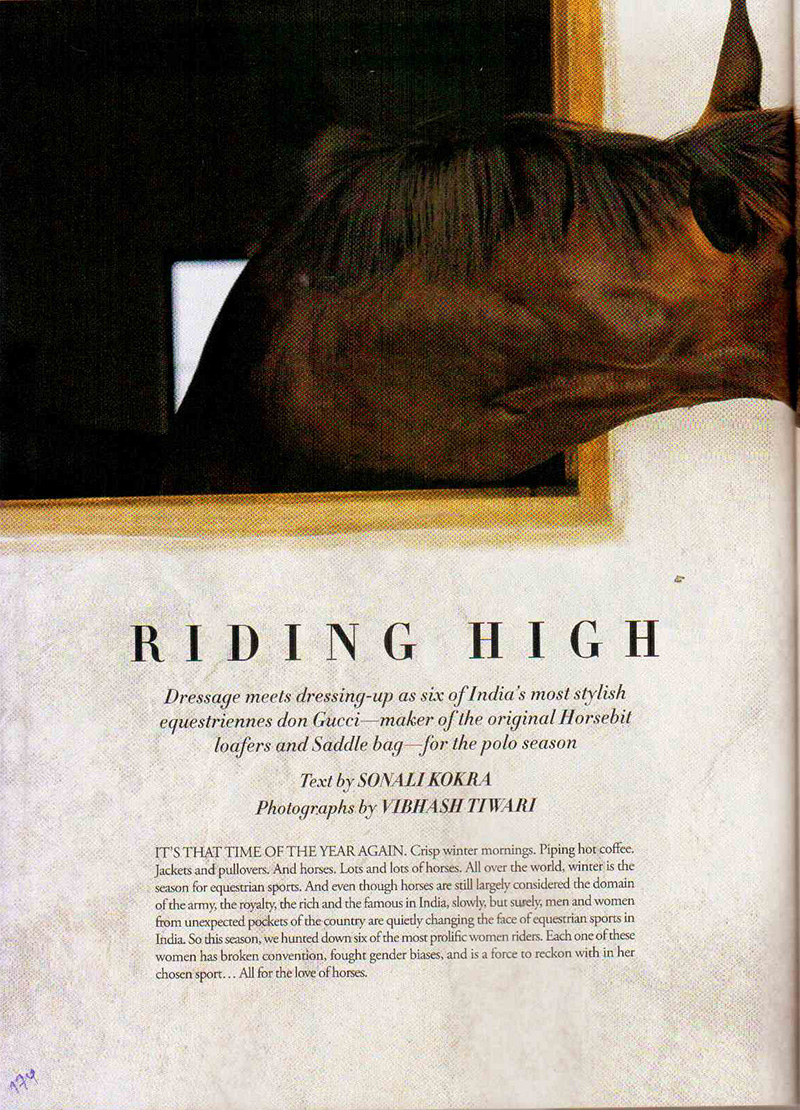 RIDING HIGH
Dressage meets dressing-up as six of India's most stylish
equestriennes don Gucci—maker of the original Horsebit
loafers and Saddle bag—for the polo season
Text by SONALI KOKRA
Photographs by VIBHASH TIWARI
IT'S THAT TIME OF THE YEAR AGAIN. Crisp winter mornings. Piping hot coffee.
Jackets and pullovers. And horses. Lots and lots of horses. All over the world, winter is the
season for equestrian sports. And even though horses are still largely considered the domain
of the army, the royalty, the rich and the famous in India, slowly, but surely, men and women
from unexpected pockets of the country are quietly changing the face of equestrian sports in
India. So this season, we hunted down six of the most prolific women riders. Each one of these
women has broken convention, fought gender biases, and is a force to reckon with in her
chosen sport… All for the love of horses.
174